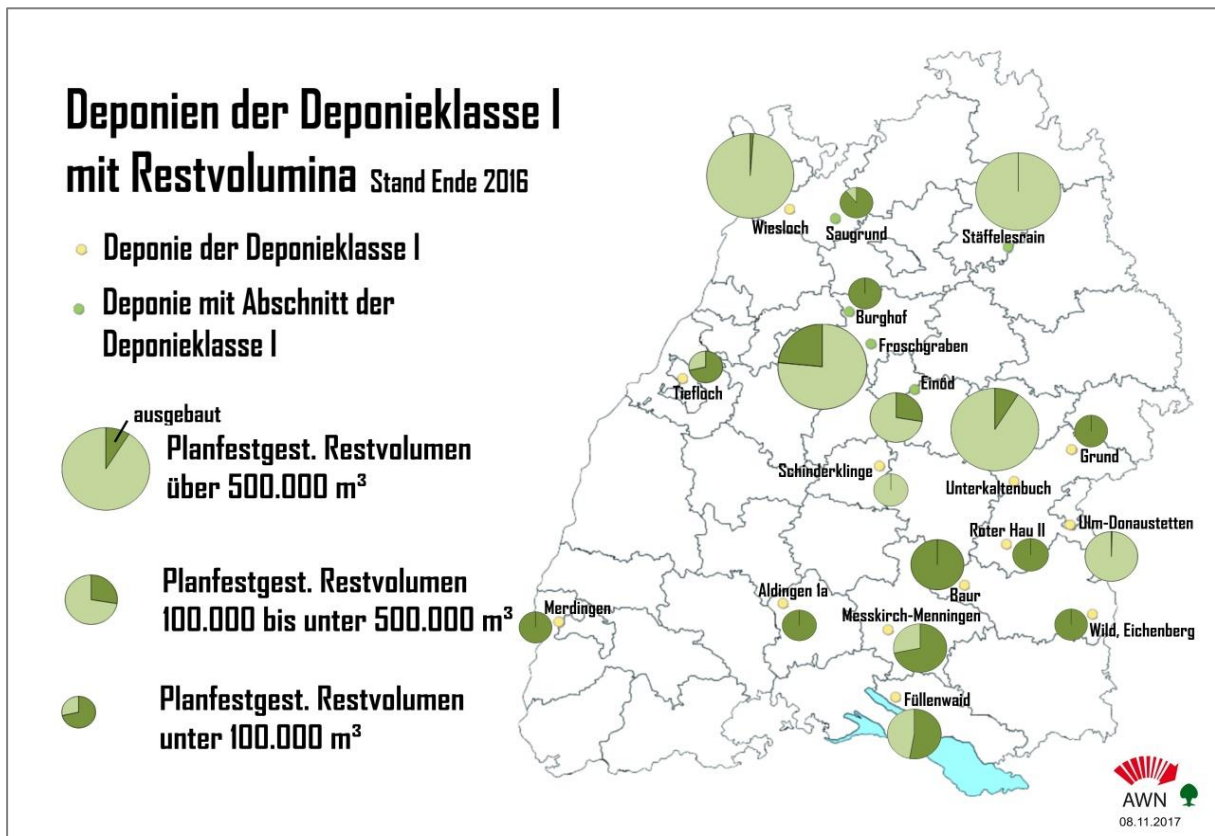 Deponien der Deponieklasse I
mit Restvolumina Stand Ende 2016
Deponie der Deponieklasse I
Deponie mit Abschnitt der
Deponieklasse I
ausgebaut
Planfestgest. Restvolumen
über 500.000 m³
Planfestgest. Restvolumen
100.000 bis unter 500.000 m³
Planfestgest. Restvolumen
unter 100.000 m³
Wiesloch
Saugrund
Stäffelesrain
Burghof
Froschgraben
Tiefloch
Einöd
Grund
Schinderklinge
Unterkaltenbuch
Ulm-Donaustetten
Roter Hau II
Aldingen 1a
Baur
Merdingen
Messkirch-Menningen
Wild, Eichenberg
Füllenwaid
AWN
08.11.2017